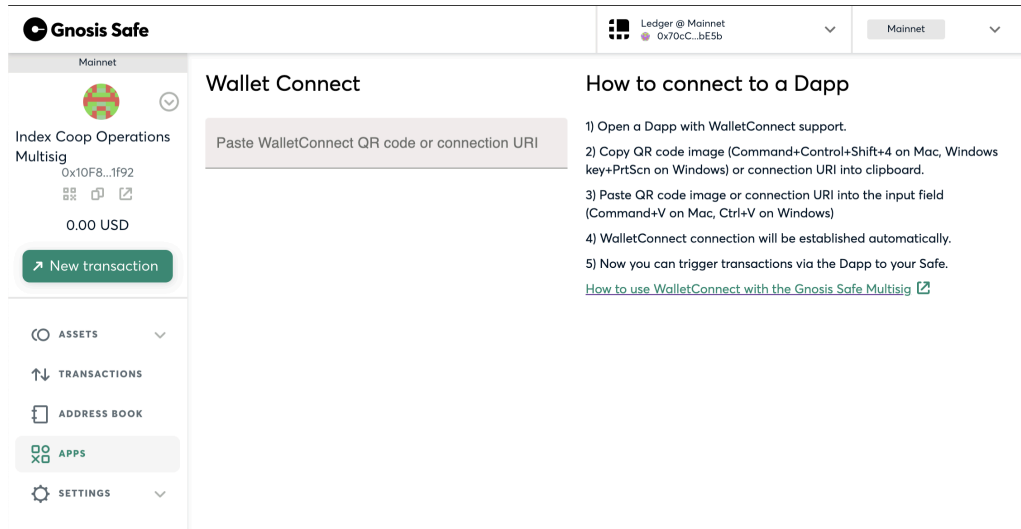 Gnosis Safe
Ledger @ Mainnet
0x70cC...bE5b
Mainnet
Mainnet
Index Coop Operations
Multisig
0x10F8...1f92
0.00 USD
New transaction
ASSETS
TRANSACTIONS
ADDRESS BOOK
APPS
SETTINGS
Wallet Connect
Paste WalletConnect QR code or connection URI
How to connect to a Dapp
1) Open a Dapp with WalletConnect support.
2) Copy QR code image (Command+Control+Shift+4 on Mac, Windows
key+PrtScn on Windows) or connection URI into clipboard.
3) Paste QR code image or connection URI into the input field
(Command+V on Mac, Ctrl+V on Windows)
4) WalletConnect connection will be established automatically.
5) Now you can trigger transactions via the Dapp to your Safe.
How to use WalletConnect with the Gnosis Safe Multisig